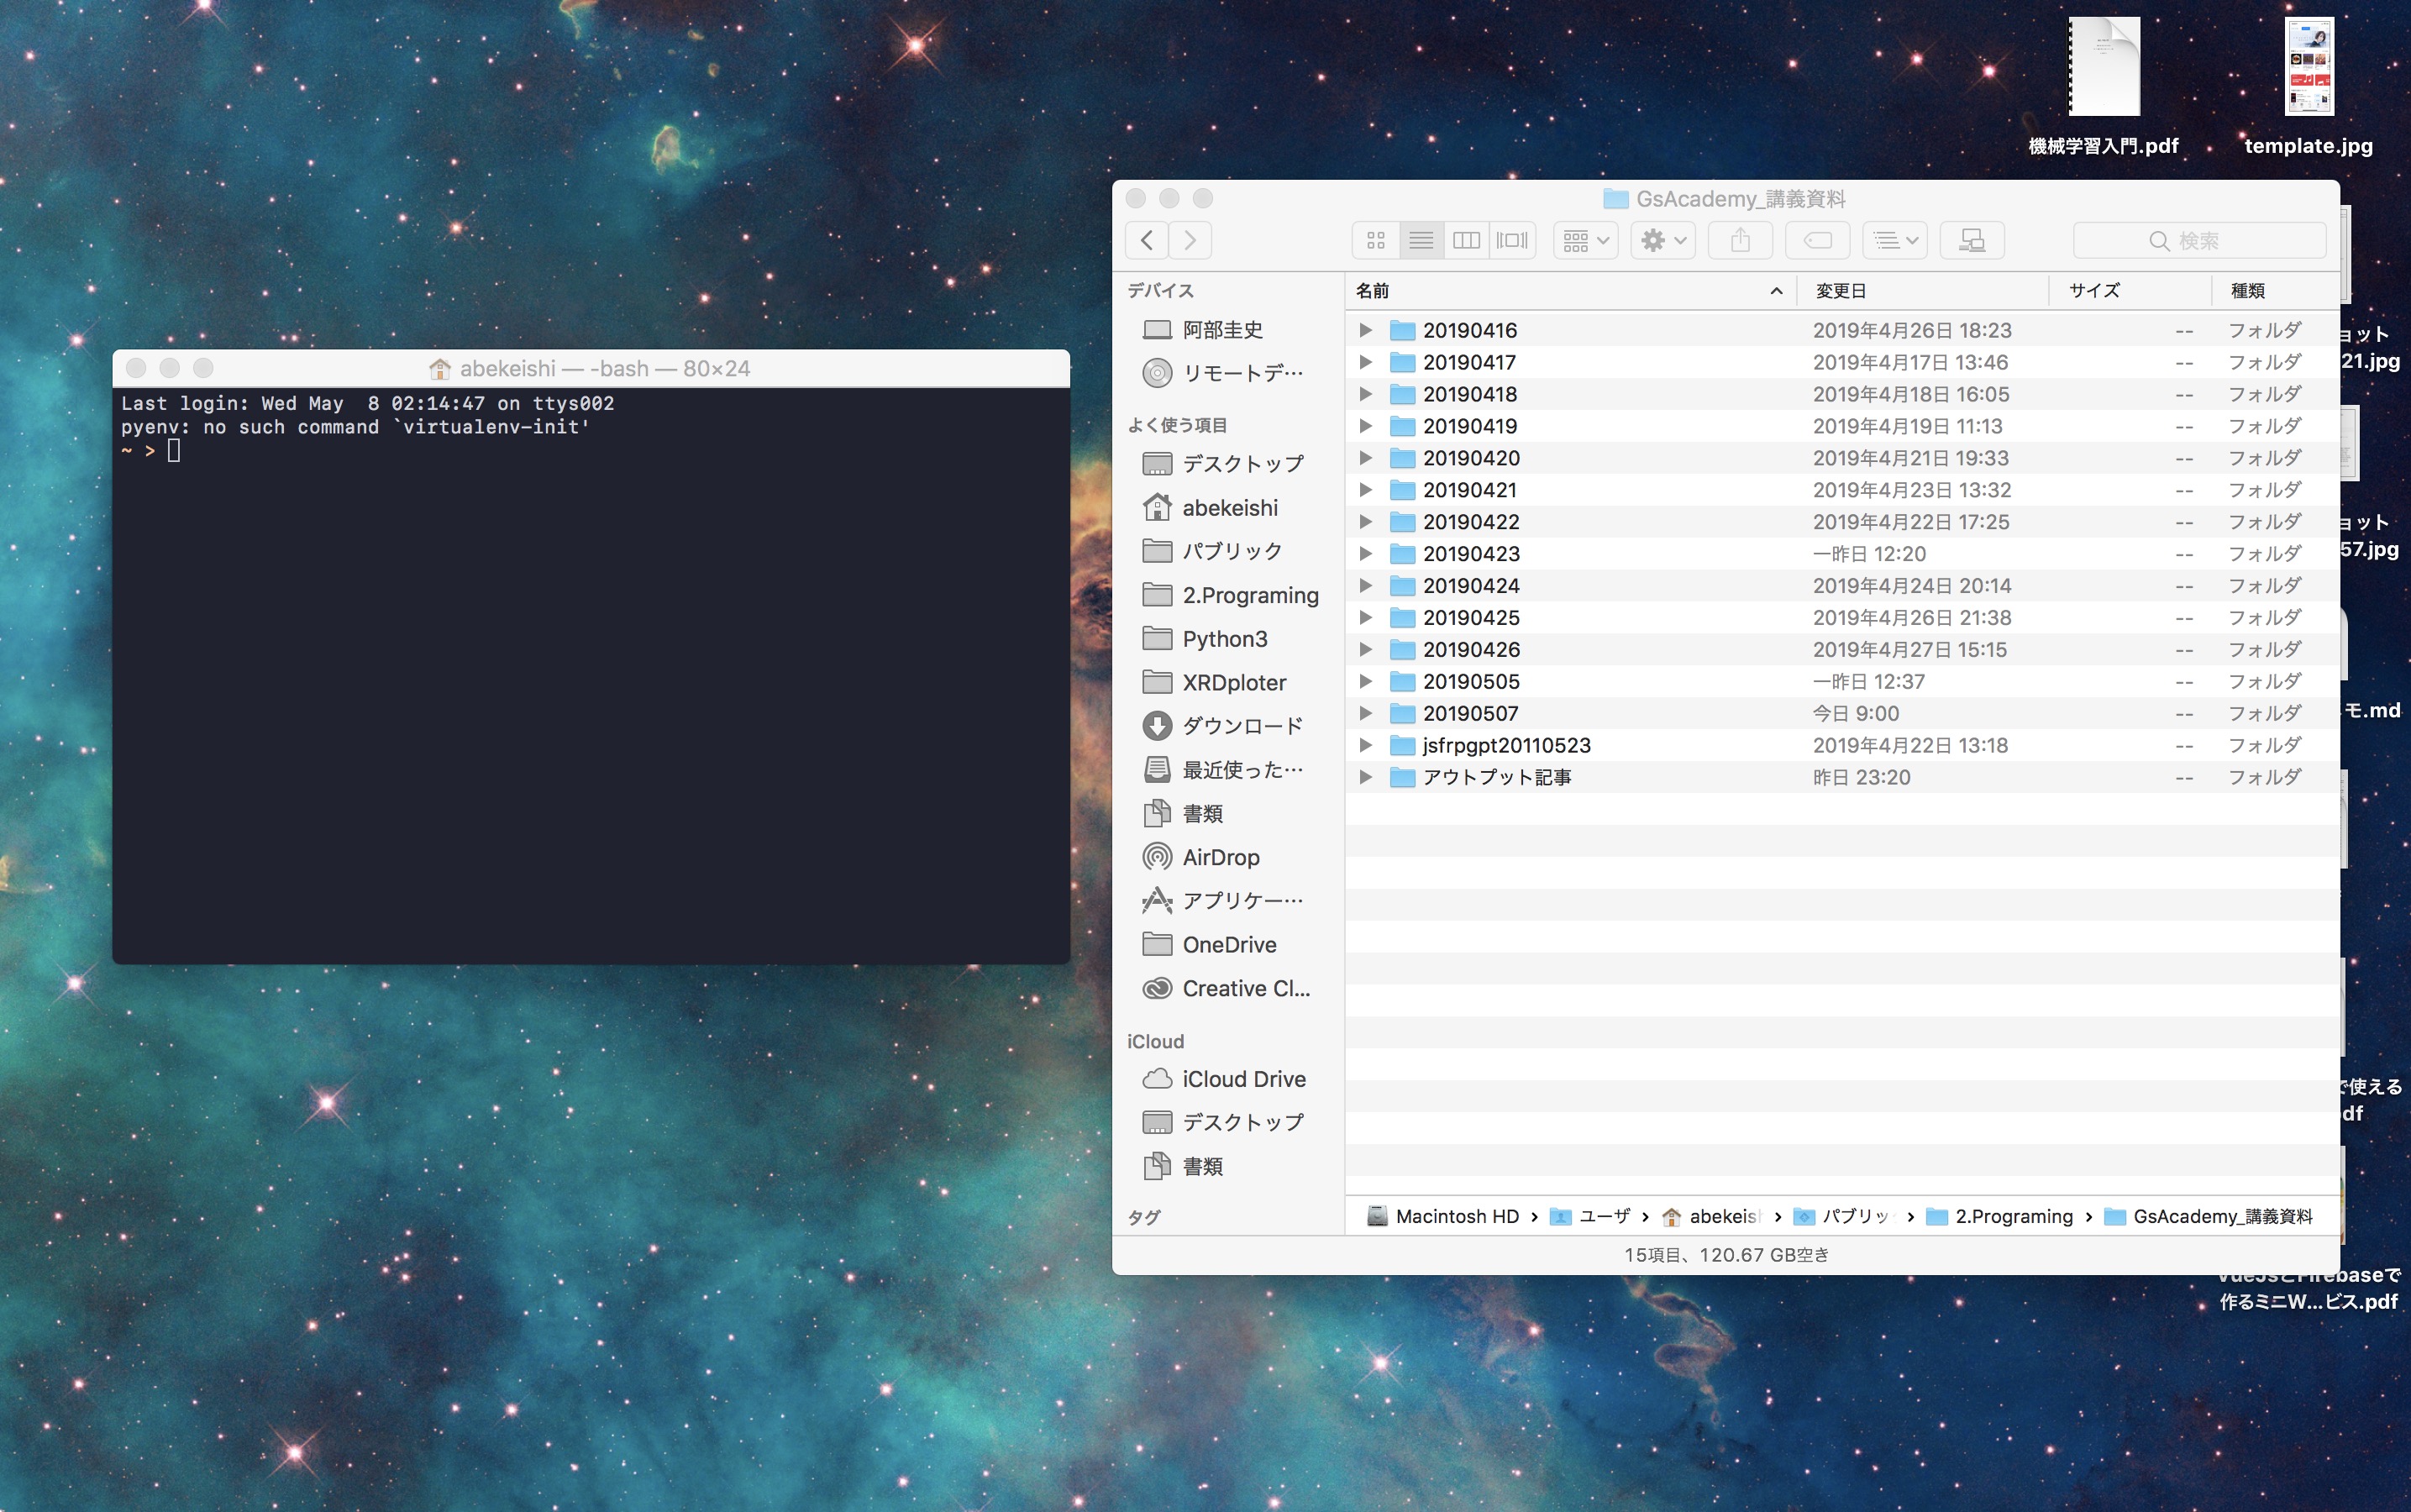 機械学習入門.pdf
template.jpg
GsAcademy_講義資料
検索
デバイス
阿部圭史
リモートデ…
よく使う項目
デスクトップ
abekeishi
パブリック
2.Programing
Python3
XRDploter
ダウンロード
最近使った…
書類
AirDrop
アプリケー…
OneDrive
Creative Cl...
iCloud
iCloud Drive
デスクトップ
書類
タグ
名前 変更日 サイズ 種類
20190416 2019年4月26日 18:23 -- フォルダ
20190417 2019年4月17日 13:46 -- フォルダ
20190418 2019年4月18日 16:05 -- フォルダ
20190419 2019年4月19日 11:13 -- フォルダ
20190420 2019年4月21日 19:33 -- フォルダ
20190421 2019年4月23日 13:32 -- フォルダ
20190422 2019年4月22日 17:25 -- フォルダ
20190423 一昨日 12:20 -- フォルダ
20190424 2019年4月24日 20:14 -- フォルダ
20190425 2019年4月26日 21:38 -- フォルダ
20190426 2019年4月27日 15:15 -- フォルダ
20190505 一昨日 12:37 -- フォルダ
20190507 今日 9:00 -- フォルダ
jsfrpgpt20110523 2019年4月22日 13:18 -- フォルダ
アウトプット記事 昨日 23:20 -- フォルダ
Macintosh HD › ユーザ › abekeis › パブリッ › 2.Programing › GsAcademy_講義資料
15項目、120.67 GB空き
abekeishi — -bash — 80×24
Last login: Wed May  8 02:14:47 on ttys002
pyenv: no such command `virtualenv-init'
~ >
ョット
21.jpg
ョット
57.jpg
モ.md
で使える
df
VueJsとFirebaseで
作るミニW...ビス.pdf